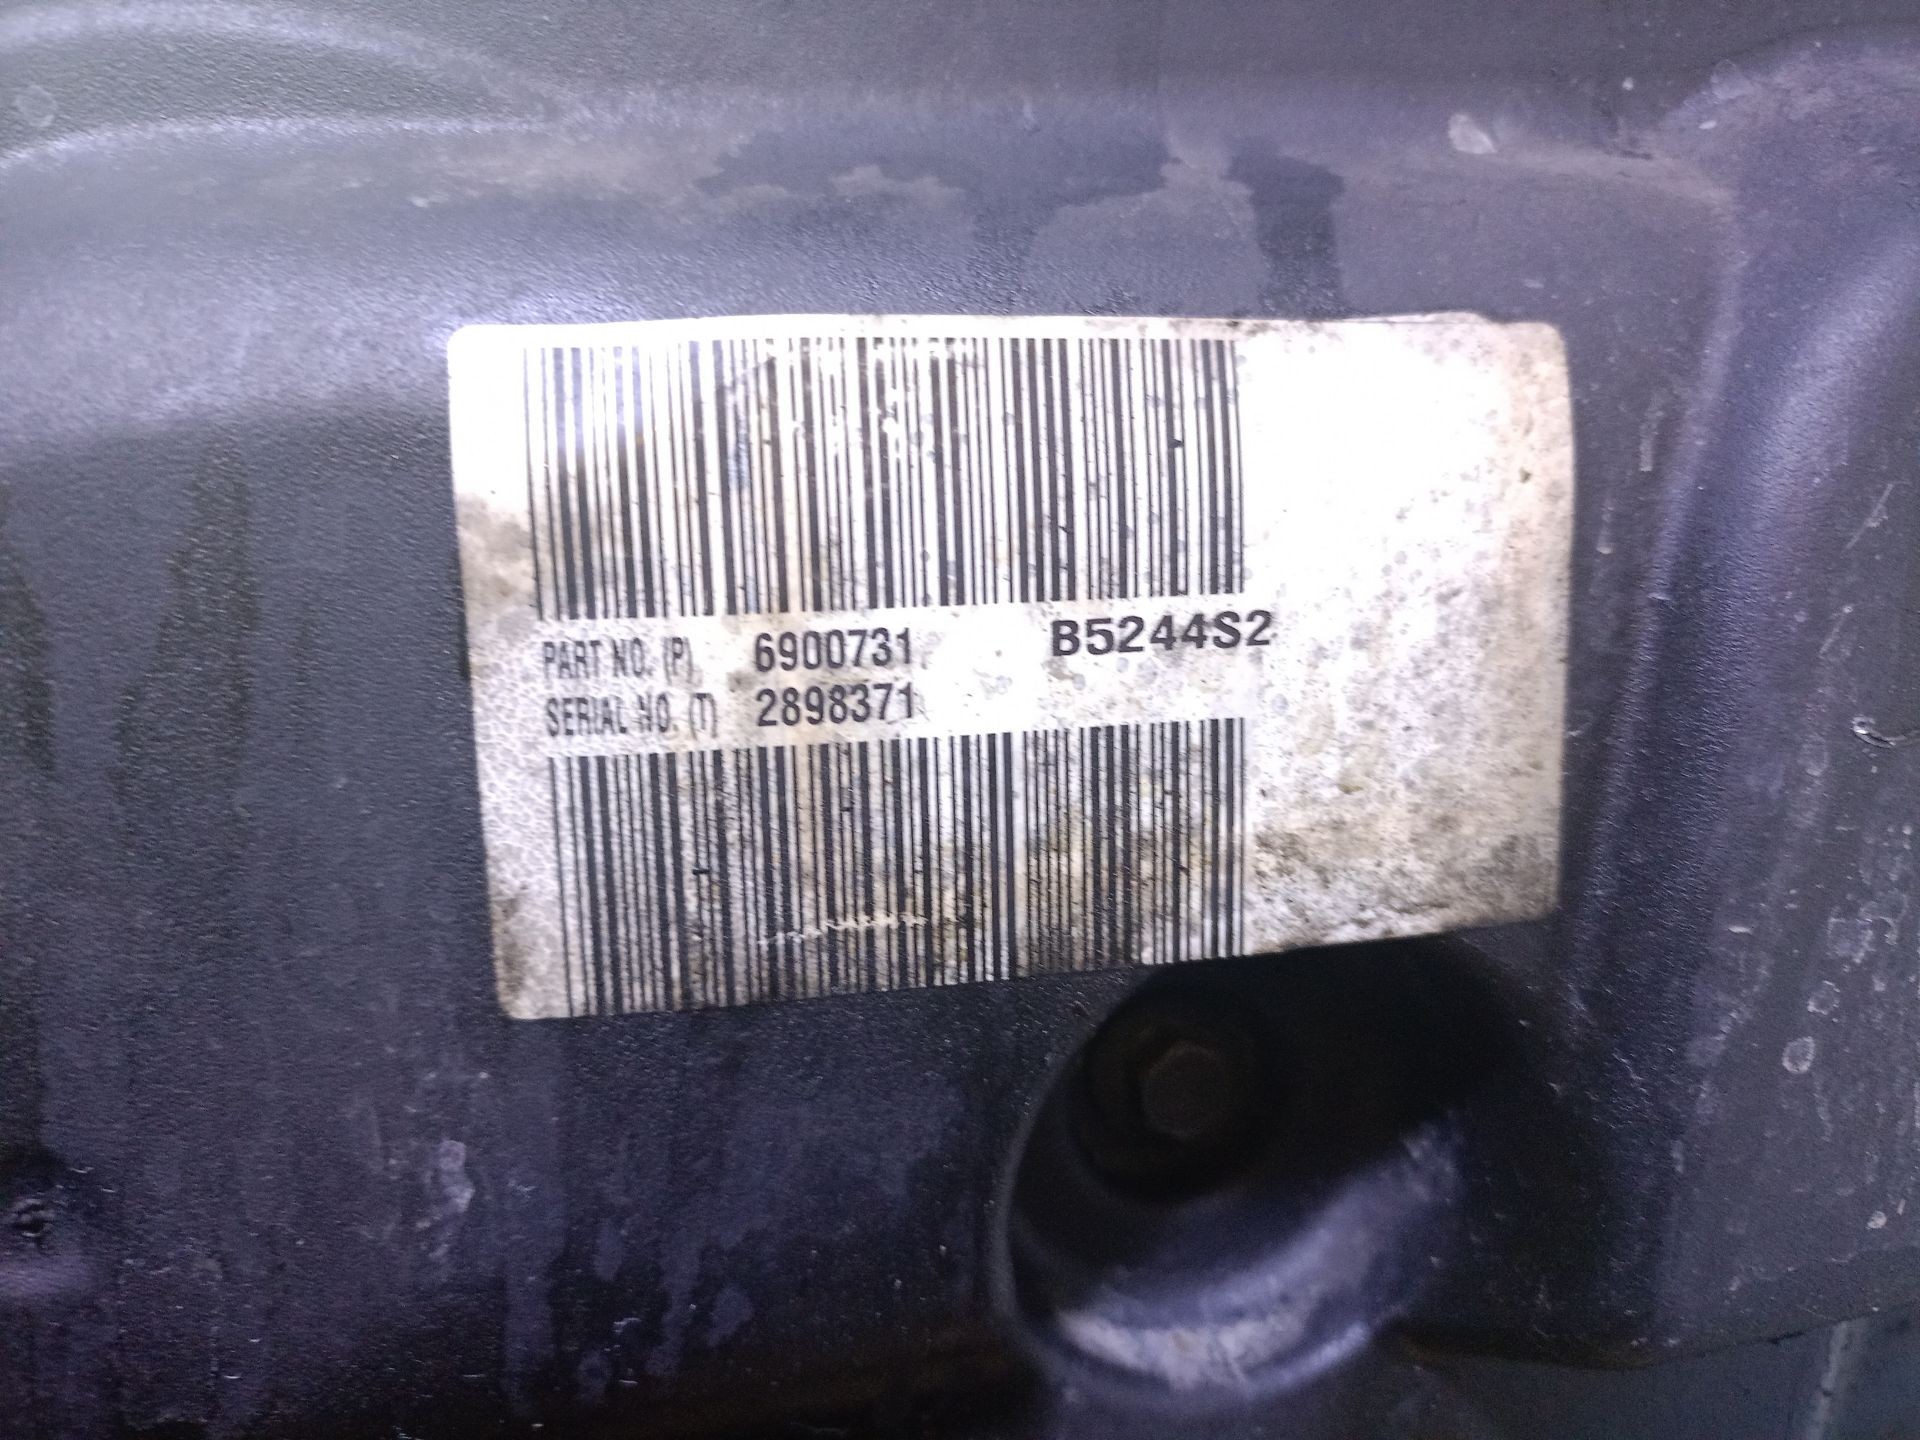 PART NO. (P) 6900731 B5244S2
SERIAL NO. (T) 2898371